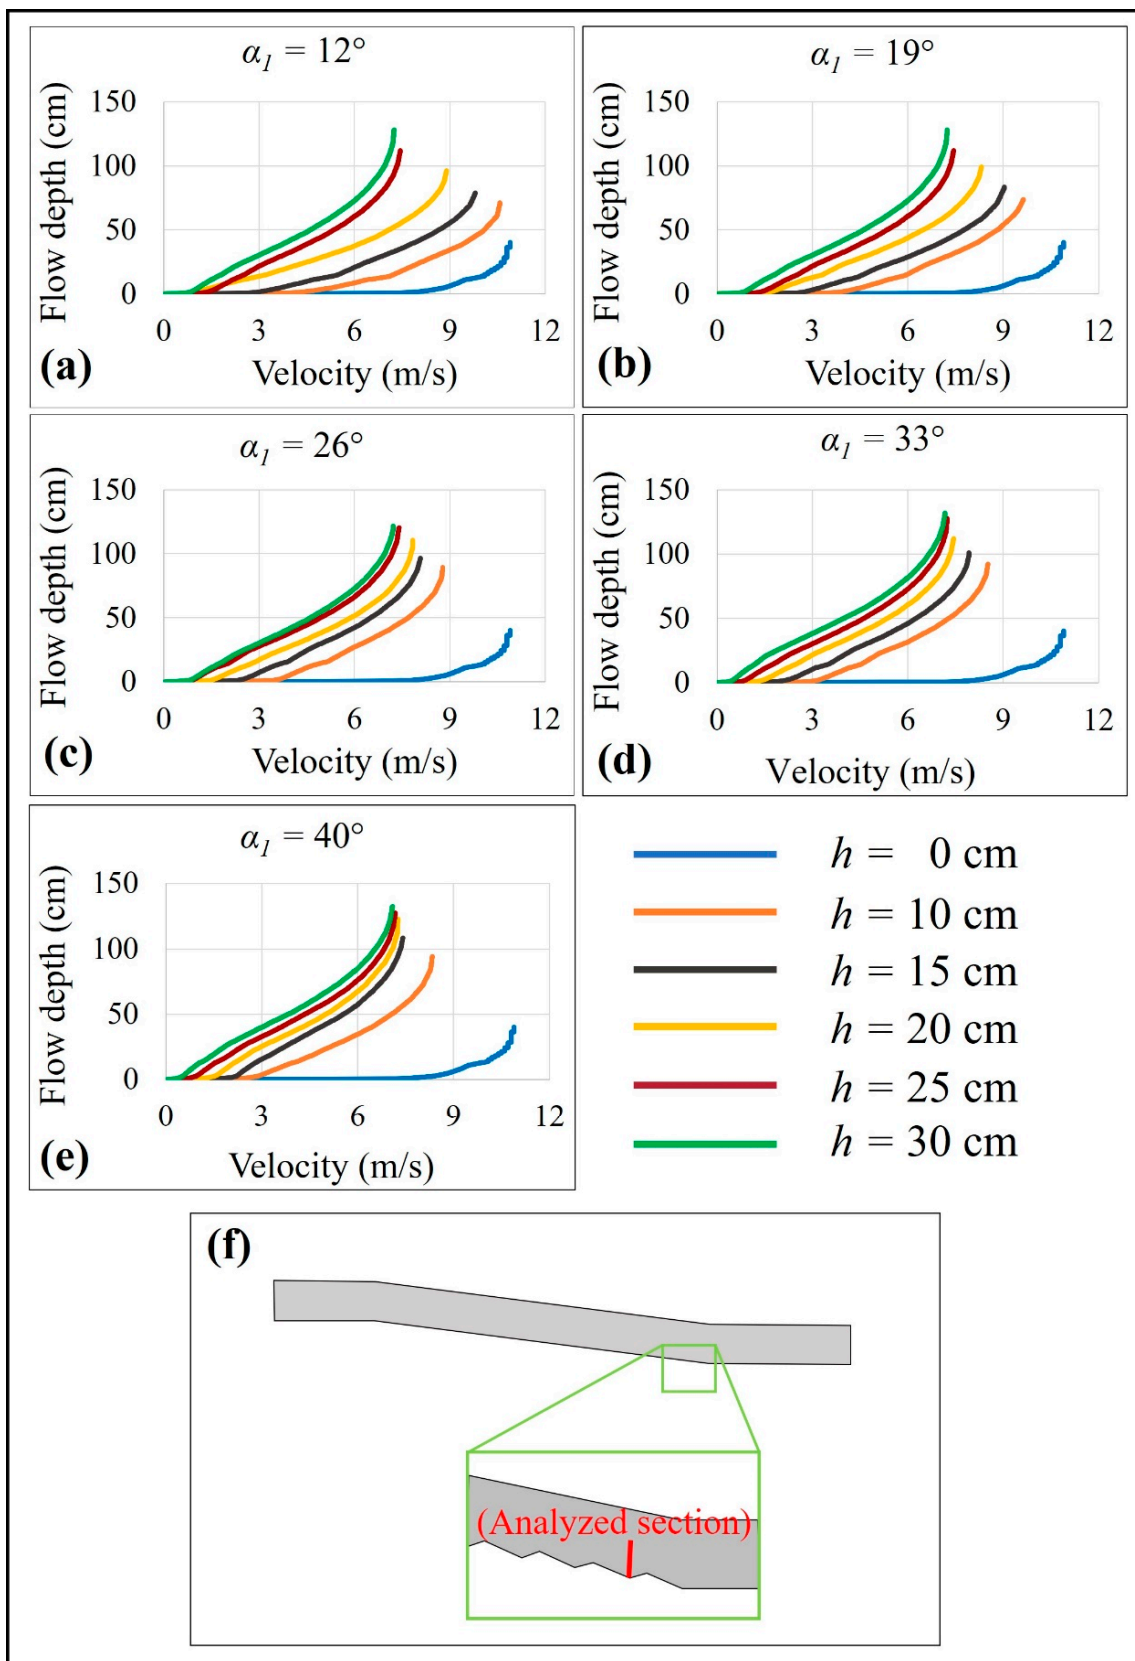 α1 = 12°
Flow depth (cm)
150
100
50
0
0 3 6 9 12
Velocity (m/s)
(a)
α1 = 19°
Flow depth (cm)
150
100
50
0
0 3 6 9 12
Velocity (m/s)
(b)
α1 = 26°
Flow depth (cm)
150
100
50
0
0 3 6 9 12
Velocity (m/s)
(c)
α1 = 33°
Flow depth (cm)
150
100
50
0
0 3 6 9 12
Velocity (m/s)
(d)
α1 = 40°
Flow depth (cm)
150
100
50
0
0 3 6 9 12
Velocity (m/s)
(e)
h = 0 cm
h = 10 cm
h = 15 cm
h = 20 cm
h = 25 cm
h = 30 cm
(f)
(Analyzed section)